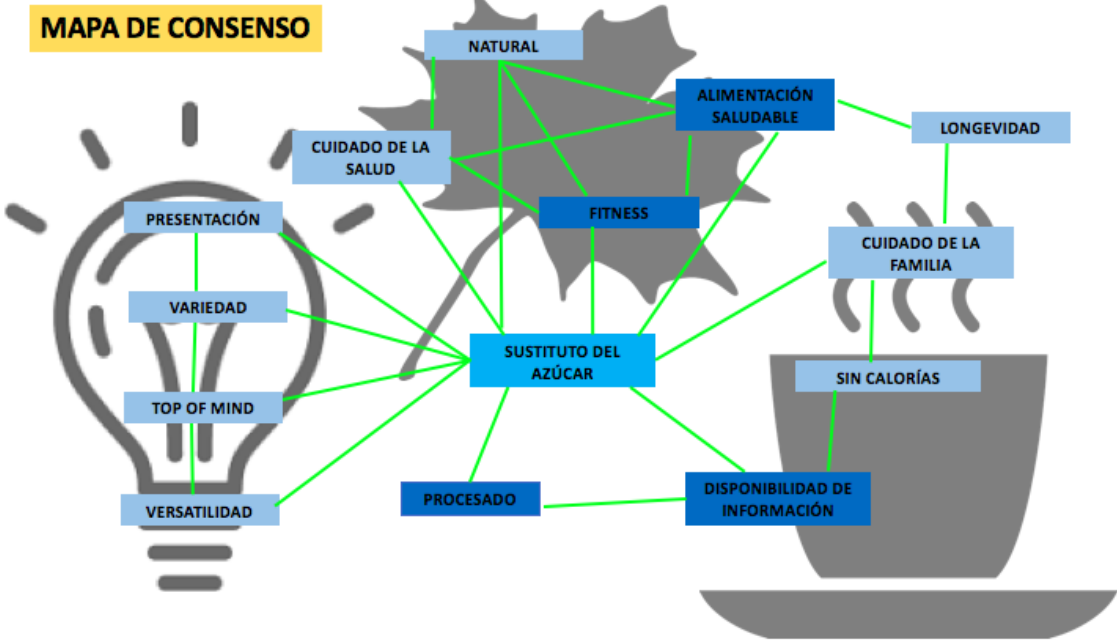 MAPA DE CONSENSO
NATURAL
ALIMENTACIÓN
SALUDABLE
LONGEVIDAD
CUIDADO DE LA
SALUD
PRESENTACIÓN
FITNESS
CUIDADO DE LA
FAMILIA
VARIEDAD
SUSTITUTO DEL
AZÚCAR
SIN CALORÍAS
TOP OF MIND
PROCESADO
DISPONIBILIDAD DE
INFORMACIÓN
VERSATILIDAD